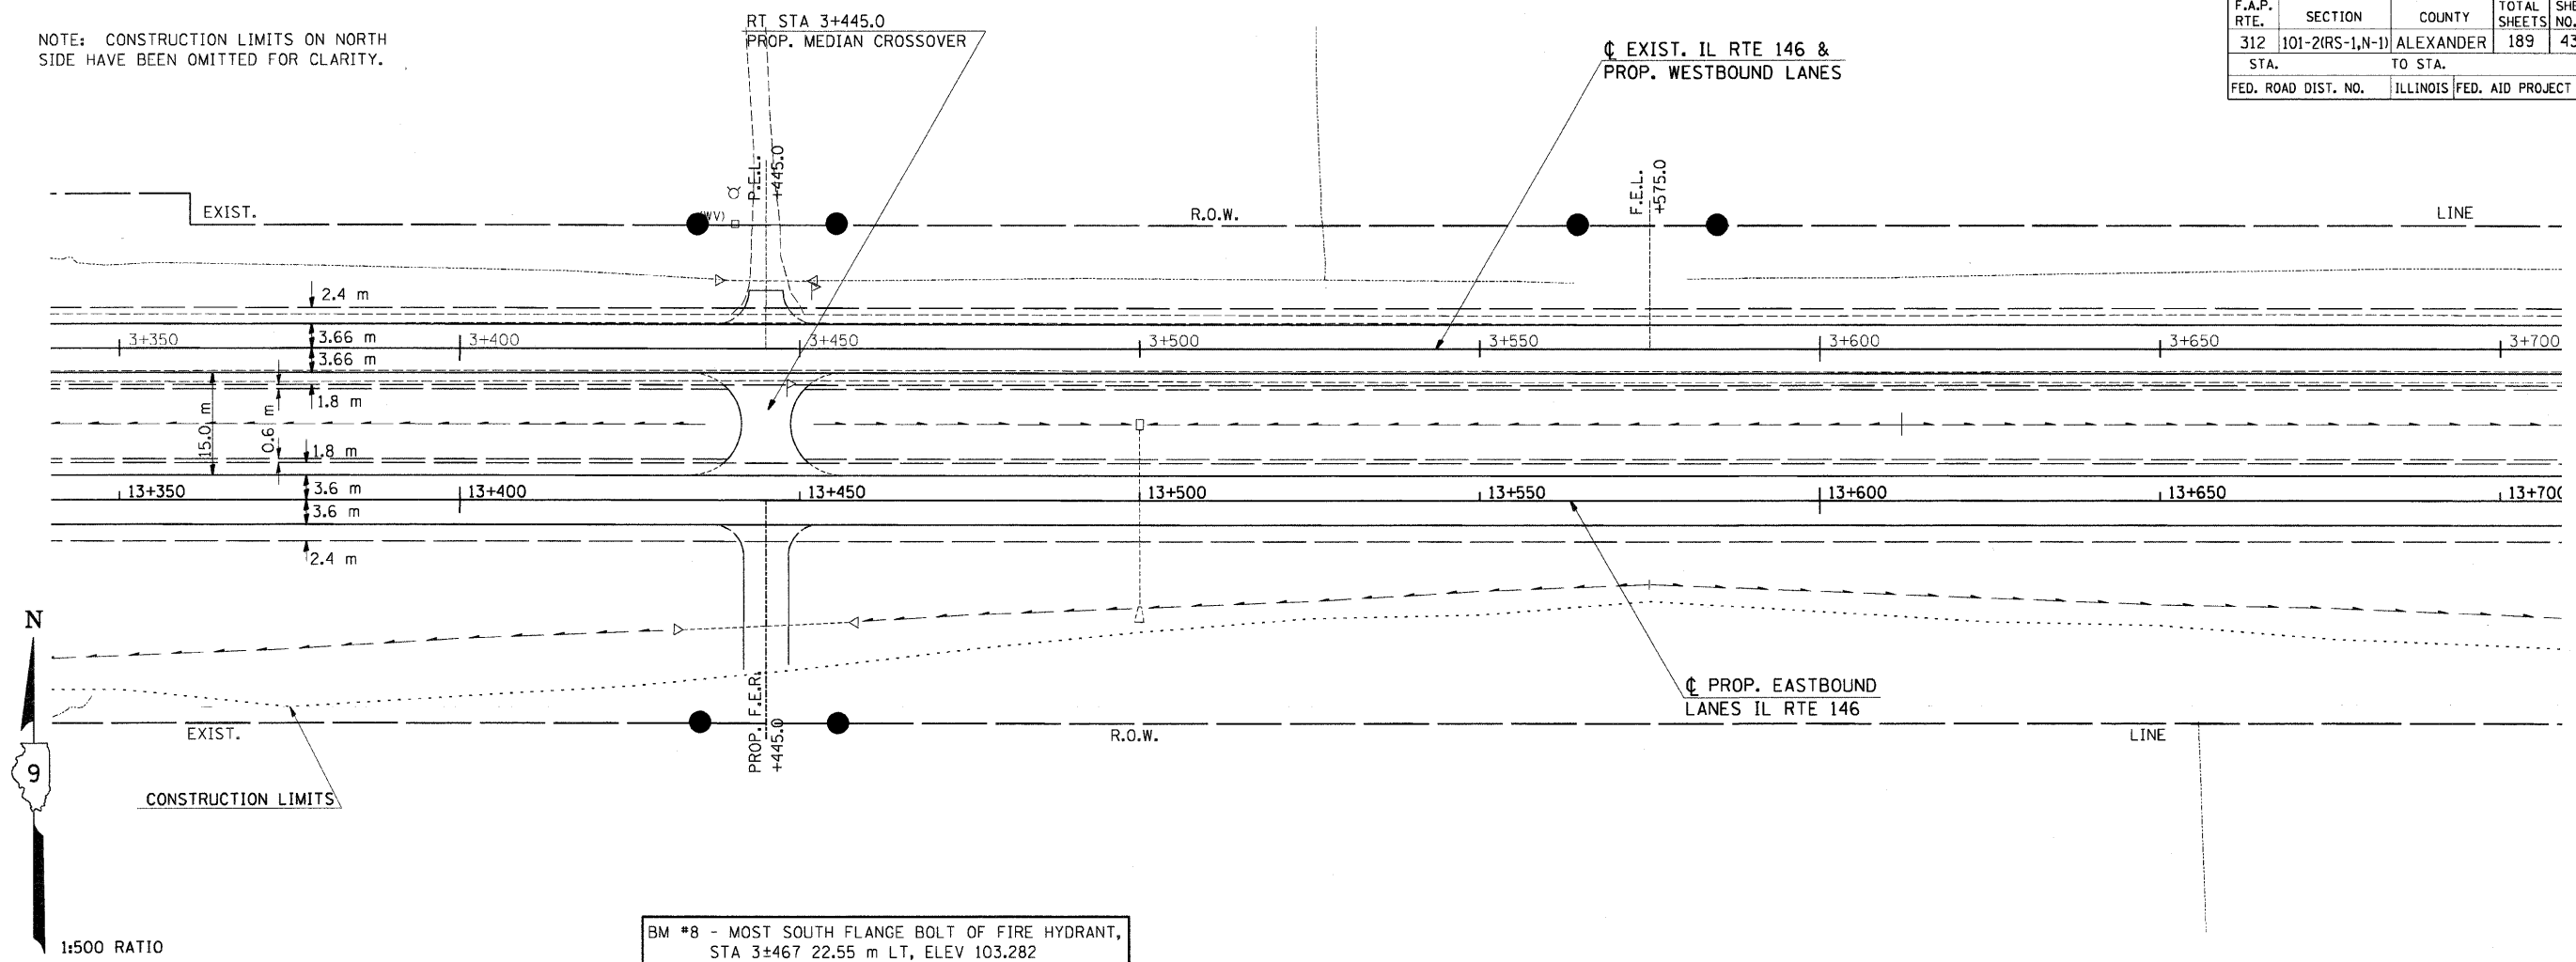 NOTE: CONSTRUCTION LIMITS ON NORTH
SIDE HAVE BEEN OMITTED FOR CLARITY.
RT STA 3+445.0
PROP. MEDIAN CROSSOVER
℄ EXIST. IL RTE 146 &
PROP. WESTBOUND LANES
F.A.P. RTE. SECTION COUNTY TOTAL SHEETS
312 101-2(RS-1,N-1) ALEXANDER 189 43
STA. TO STA.
FED. ROAD DIST. NO. ILLINOIS FED. AID PROJECT
P.E.L.
+445.0
F.E.L.
+575.0
EXIST.
(WV)
R.O.W.
LINE
2.4 m
3.66 m
3+350 3+400 3+450 3+500 3+550 3+600 3+650 3+700
3.66 m
1.8 m
15.0 m
0.6 m
1.8 m
3.6 m
13+350 13+400 13+450 13+500 13+550 13+600 13+650 13+700
3.6 m
2.4 m
N
PROP. F.E.R.
+445.0
℄ PROP. EASTBOUND
LANES IL RTE 146
EXIST.
R.O.W.
LINE
9
CONSTRUCTION LIMITS
1:500 RATIO
BM #8 - MOST SOUTH FLANGE BOLT OF FIRE HYDRANT,
STA 3±467 22.55 m LT, ELEV 103.282